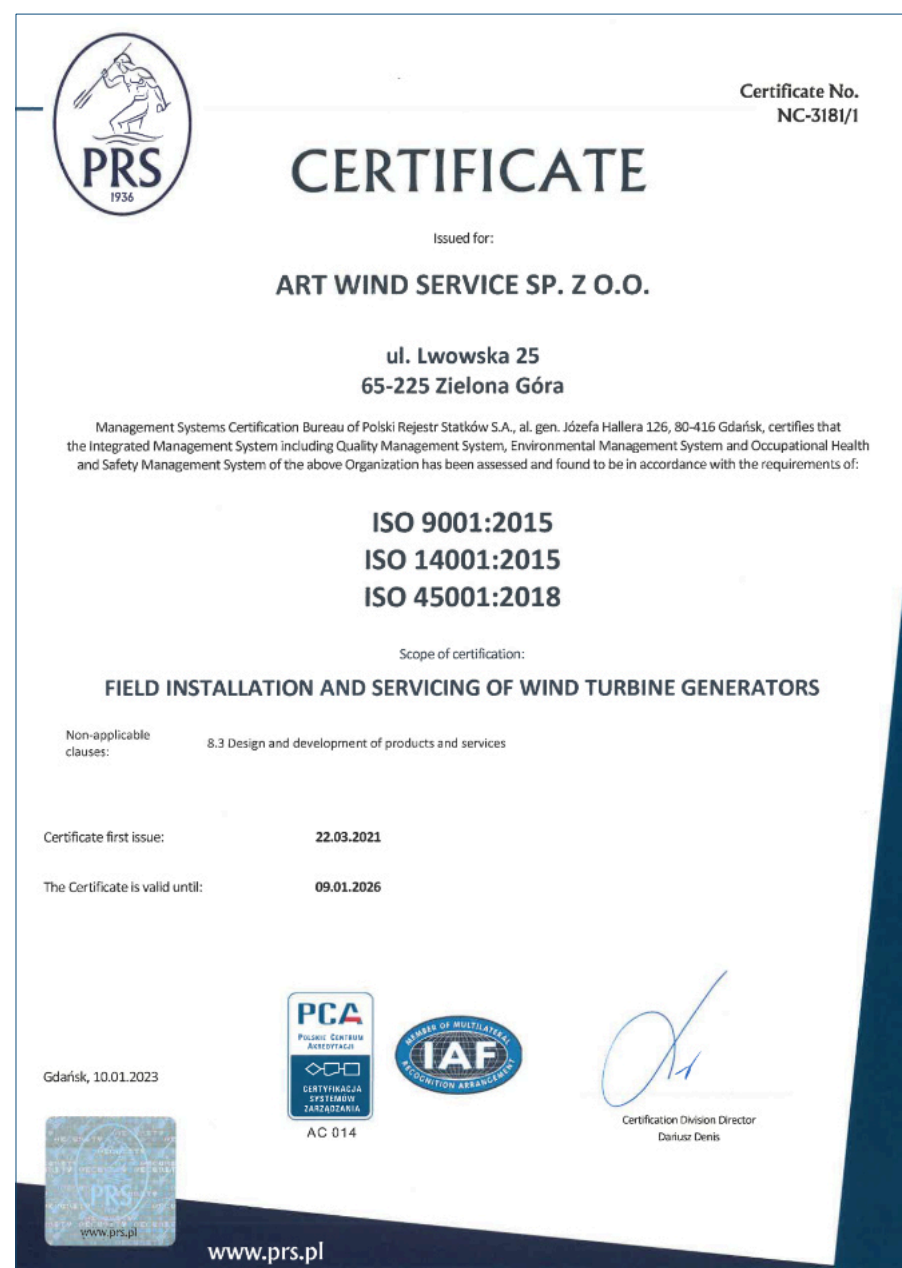 PRS
1936
Certificate No.
NC-3181/1
CERTIFICATE
Issued for:
ART WIND SERVICE SP. Z O.O.
ul. Lwowska 25
65-225 Zielona Góra
Management Systems Certification Bureau of Polski Rejestr Statków S.A., al. gen. Józefa Hallera 126, 80-416 Gdańsk, certifies that
the Integrated Management System including Quality Management System, Environmental Management System and Occupational Health
and Safety Management System of the above Organization has been assessed and found to be in accordance with the requirements of:
ISO 9001:2015
ISO 14001:2015
ISO 45001:2018
Scope of certification:
FIELD INSTALLATION AND SERVICING OF WIND TURBINE GENERATORS
Non-applicable
clauses:
8.3 Design and development of products and services
Certificate first issue:
22.03.2021
The Certificate is valid until:
09.01.2026
PCA
POLSKIE CENTRUM
AKREDYTACJI
CERTYFIKACJA
SYSTEMÓW
ZARZĄDZANIA
AC 014
MEMBER OF MULTILATERAL
IAF
RECOGNITION ARRANGEMENT
Gdańsk, 10.01.2023
Certification Division Director
Dariusz Denis
PRS
www.prs.pl
www.prs.pl